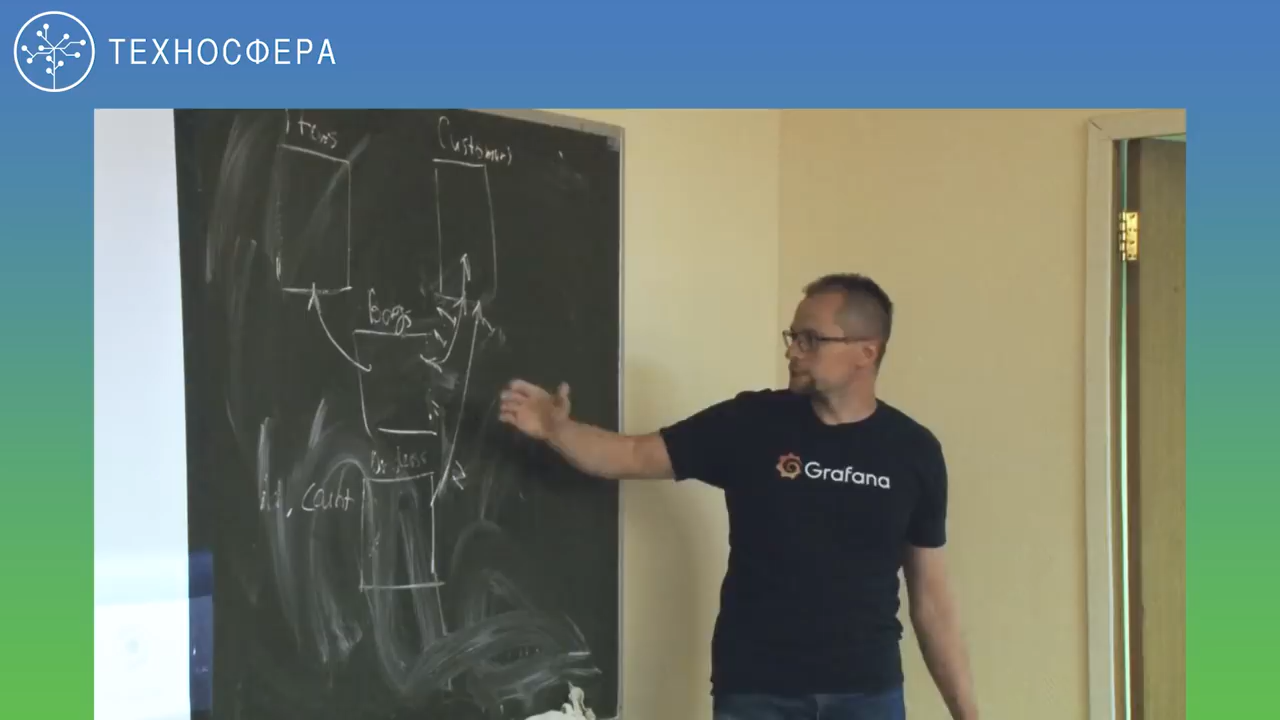 ТЕХНОСФЕРА
Items
Customers
Bags
Orders
id, count
Grafana